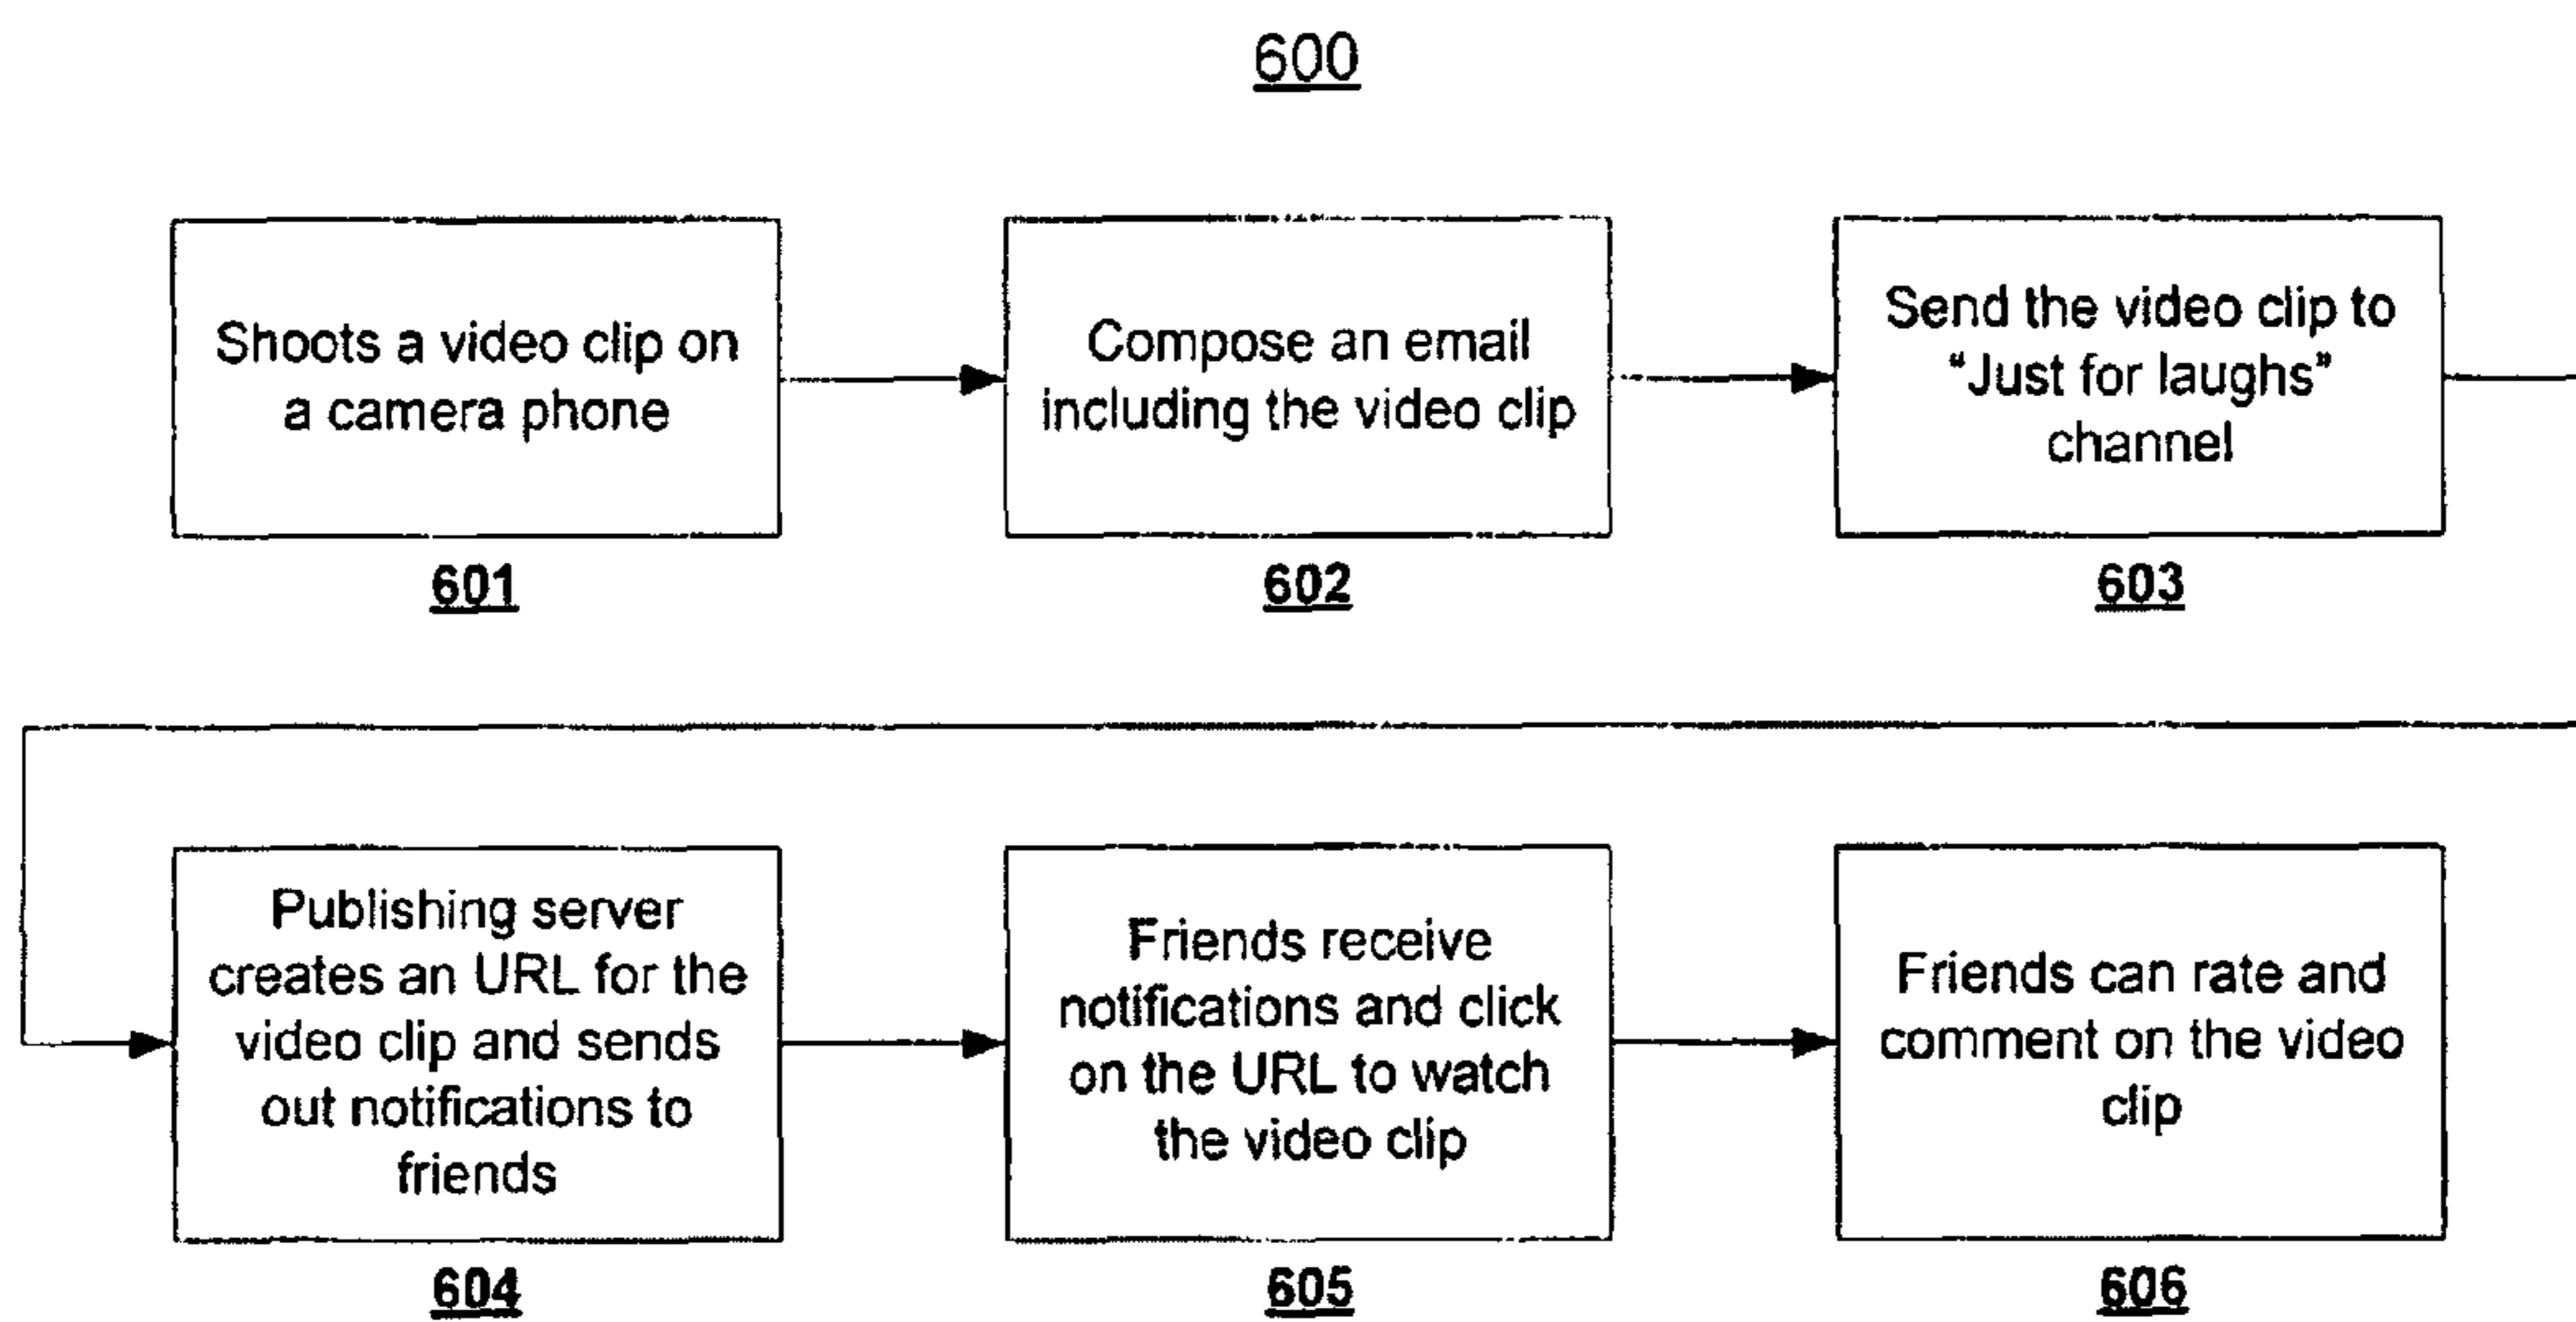 600
Shoots a video clip on
a camera phone
601
Compose an email
including the video clip
602
Send the video clip to
“Just for laughs”
channel
603
Publishing server
creates an URL for the
video clip and sends
out notifications to
friends
604
Friends receive
notifications and click
on the URL to watch
the video clip
605
Friends can rate and
comment on the video
clip
606